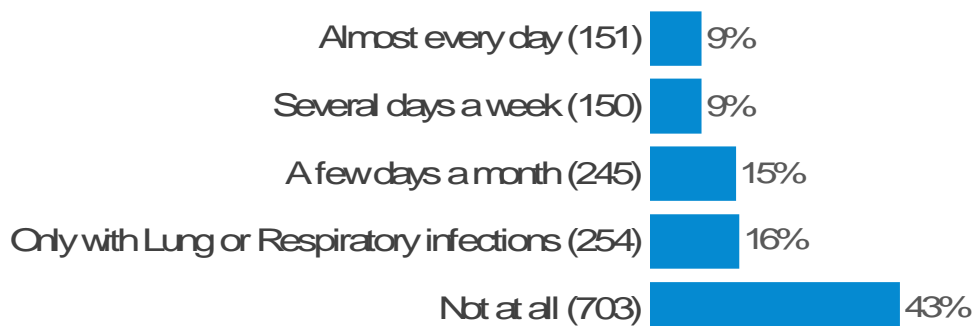 Almost every day (151) 9%
Several days a week (150) 9%
A few days a month (245) 15%
Only with Lung or Respiratory infections (254) 16%
Not at all (703) 43%